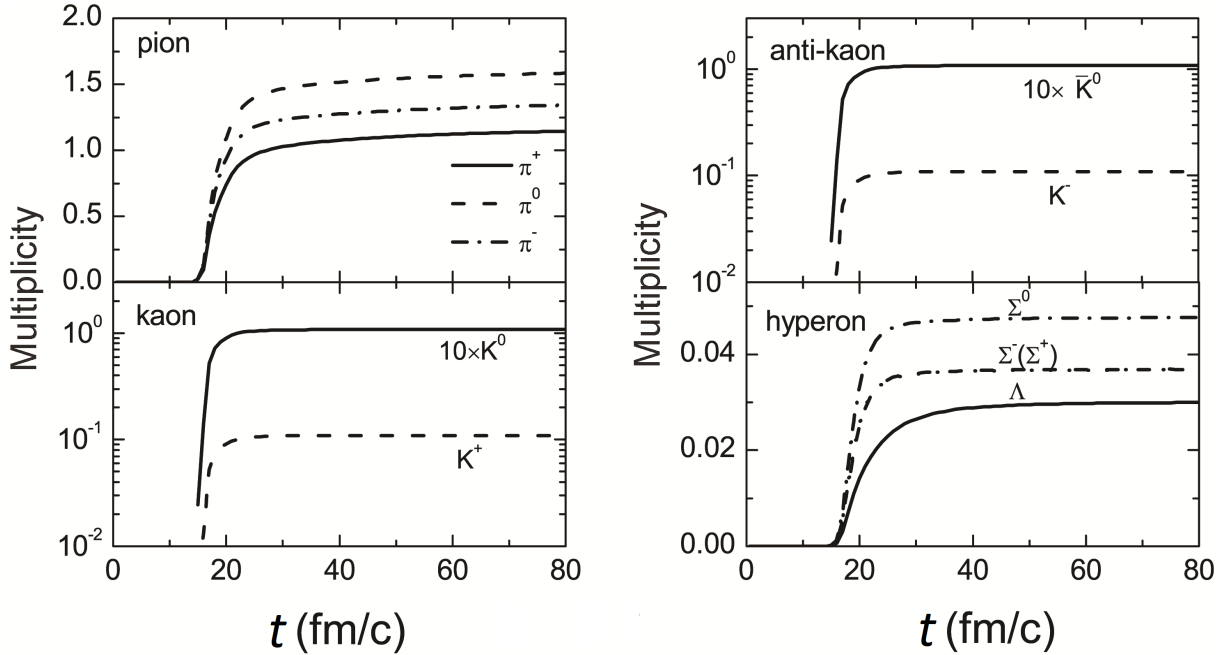 pion
2.0
1.5
1.0
0.5
0.0
π⁺
π⁰
π⁻
kaon
10⁰
10⁻¹
10⁻²
10×K⁰
K⁺
Multiplicity
0 20 40 60 80
t (fm/c)
anti-kaon
10⁰
10⁻¹
10⁻²
10× K̅⁰
K⁻
hyperon
0.04
0.02
0.00
Σ⁰
Σ⁻(Σ⁺)
Λ
Multiplicity
0 20 40 60 80
t (fm/c)